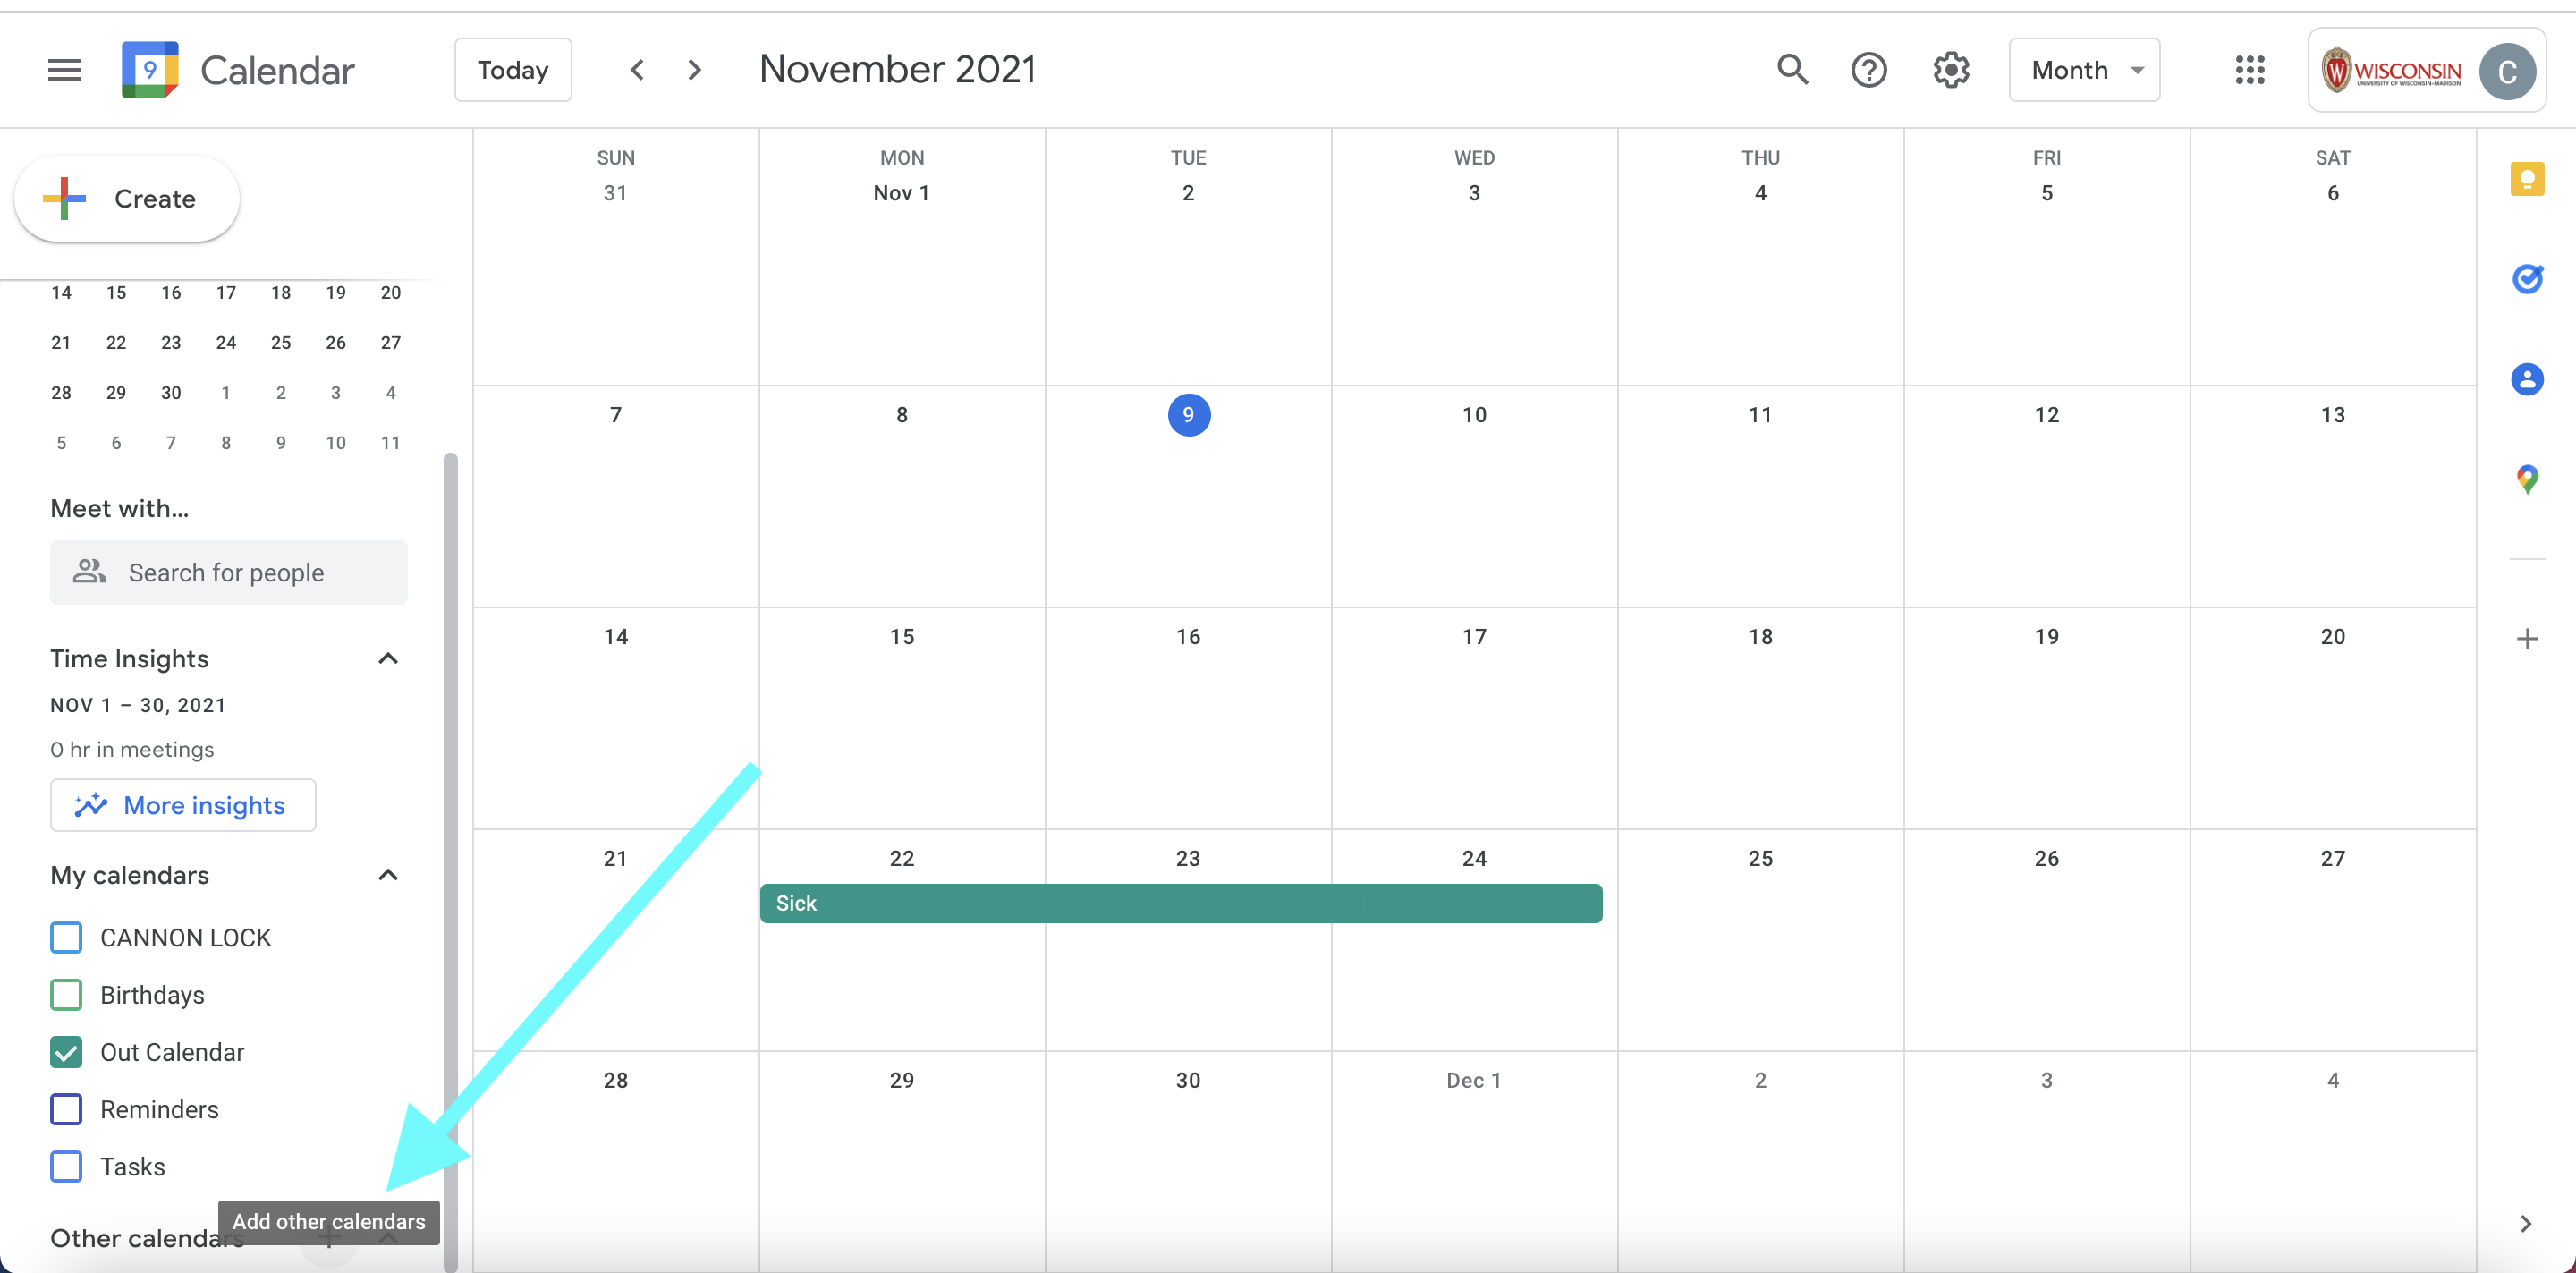 9 Calendar Today November 2021 Month WISCONSIN C
UNIVERSITY OF WISCONSIN–MADISON
Create
14 15 16 17 18 19 20
21 22 23 24 25 26 27
28 29 30 1 2 3 4
5 6 7 8 9 10 11
Meet with...
Search for people
Time Insights
NOV 1 – 30, 2021
0 hr in meetings
More insights
My calendars
CANNON LOCK
Birthdays
Out Calendar
Reminders
Tasks
Add other calendars
Other calendars
SUN MON TUE WED THU FRI SAT
31 Nov 1 2 3 4 5 6
7 8 9 10 11 12 13
14 15 16 17 18 19 20
21 22 23 24 25 26 27
Sick
28 29 30 Dec 1 2 3 4